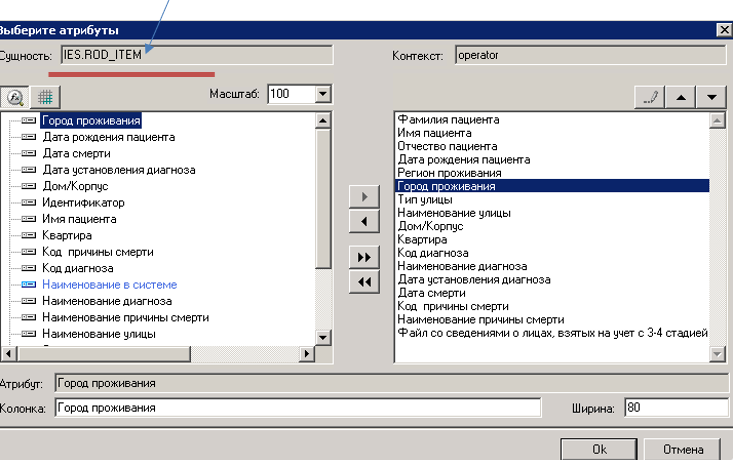 Выберите атрибуты
Сущность: IES.ROD_ITEM
Контекст: operator
Масштаб: 100
Город проживания
Дата рождения пациента
Дата смерти
Дата установления диагноза
Дом/Корпус
Идентификатор
Имя пациента
Квартира
Код  причины смерти
Код диагноза
Наименование в системе
Наименование диагноза
Наименование причины смерти
Наименование улицы
Фамилия пациента
Имя пациента
Отчество пациента
Дата рождения пациента
Регион проживания
Город проживания
Тип улицы
Наименование улицы
Дом/Корпус
Квартира
Код диагноза
Наименование диагноза
Дата установления диагноза
Дата смерти
Код  причины смерти
Наименование причины смерти
Файл со сведениями о лицах, взятых на учет с 3-4 стадией
Атрибут: Город проживания
Колонка: Город проживания
Ширина: 80
Ok
Отмена